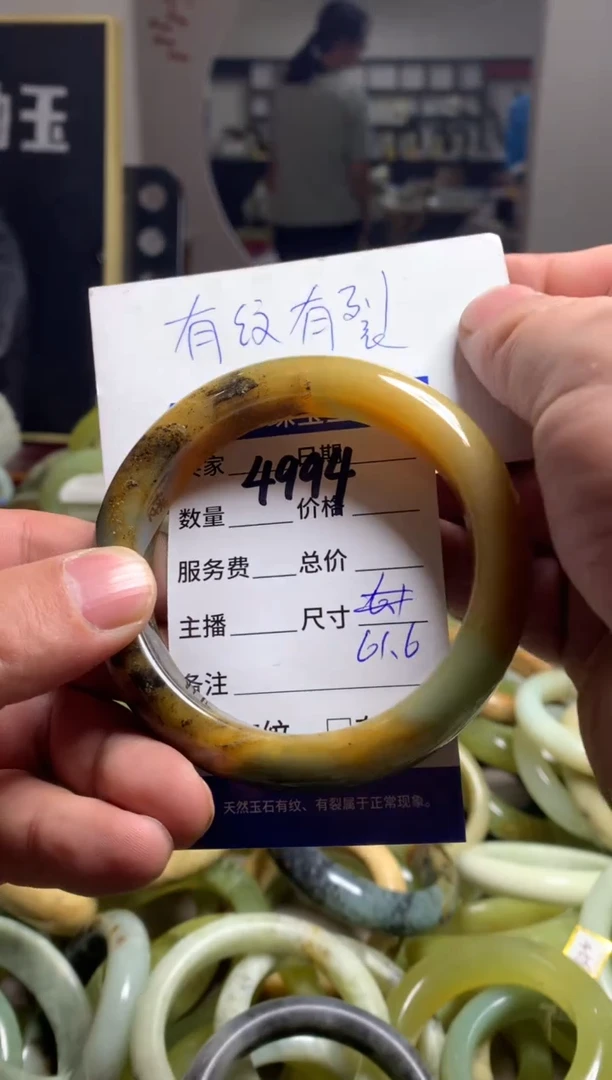 玉
有纹有裂
家 日期
4994
数量 价格
服务费 总价
主播 尺寸
61.6
备注
纹
天然玉石有纹、有裂属于正常现象。